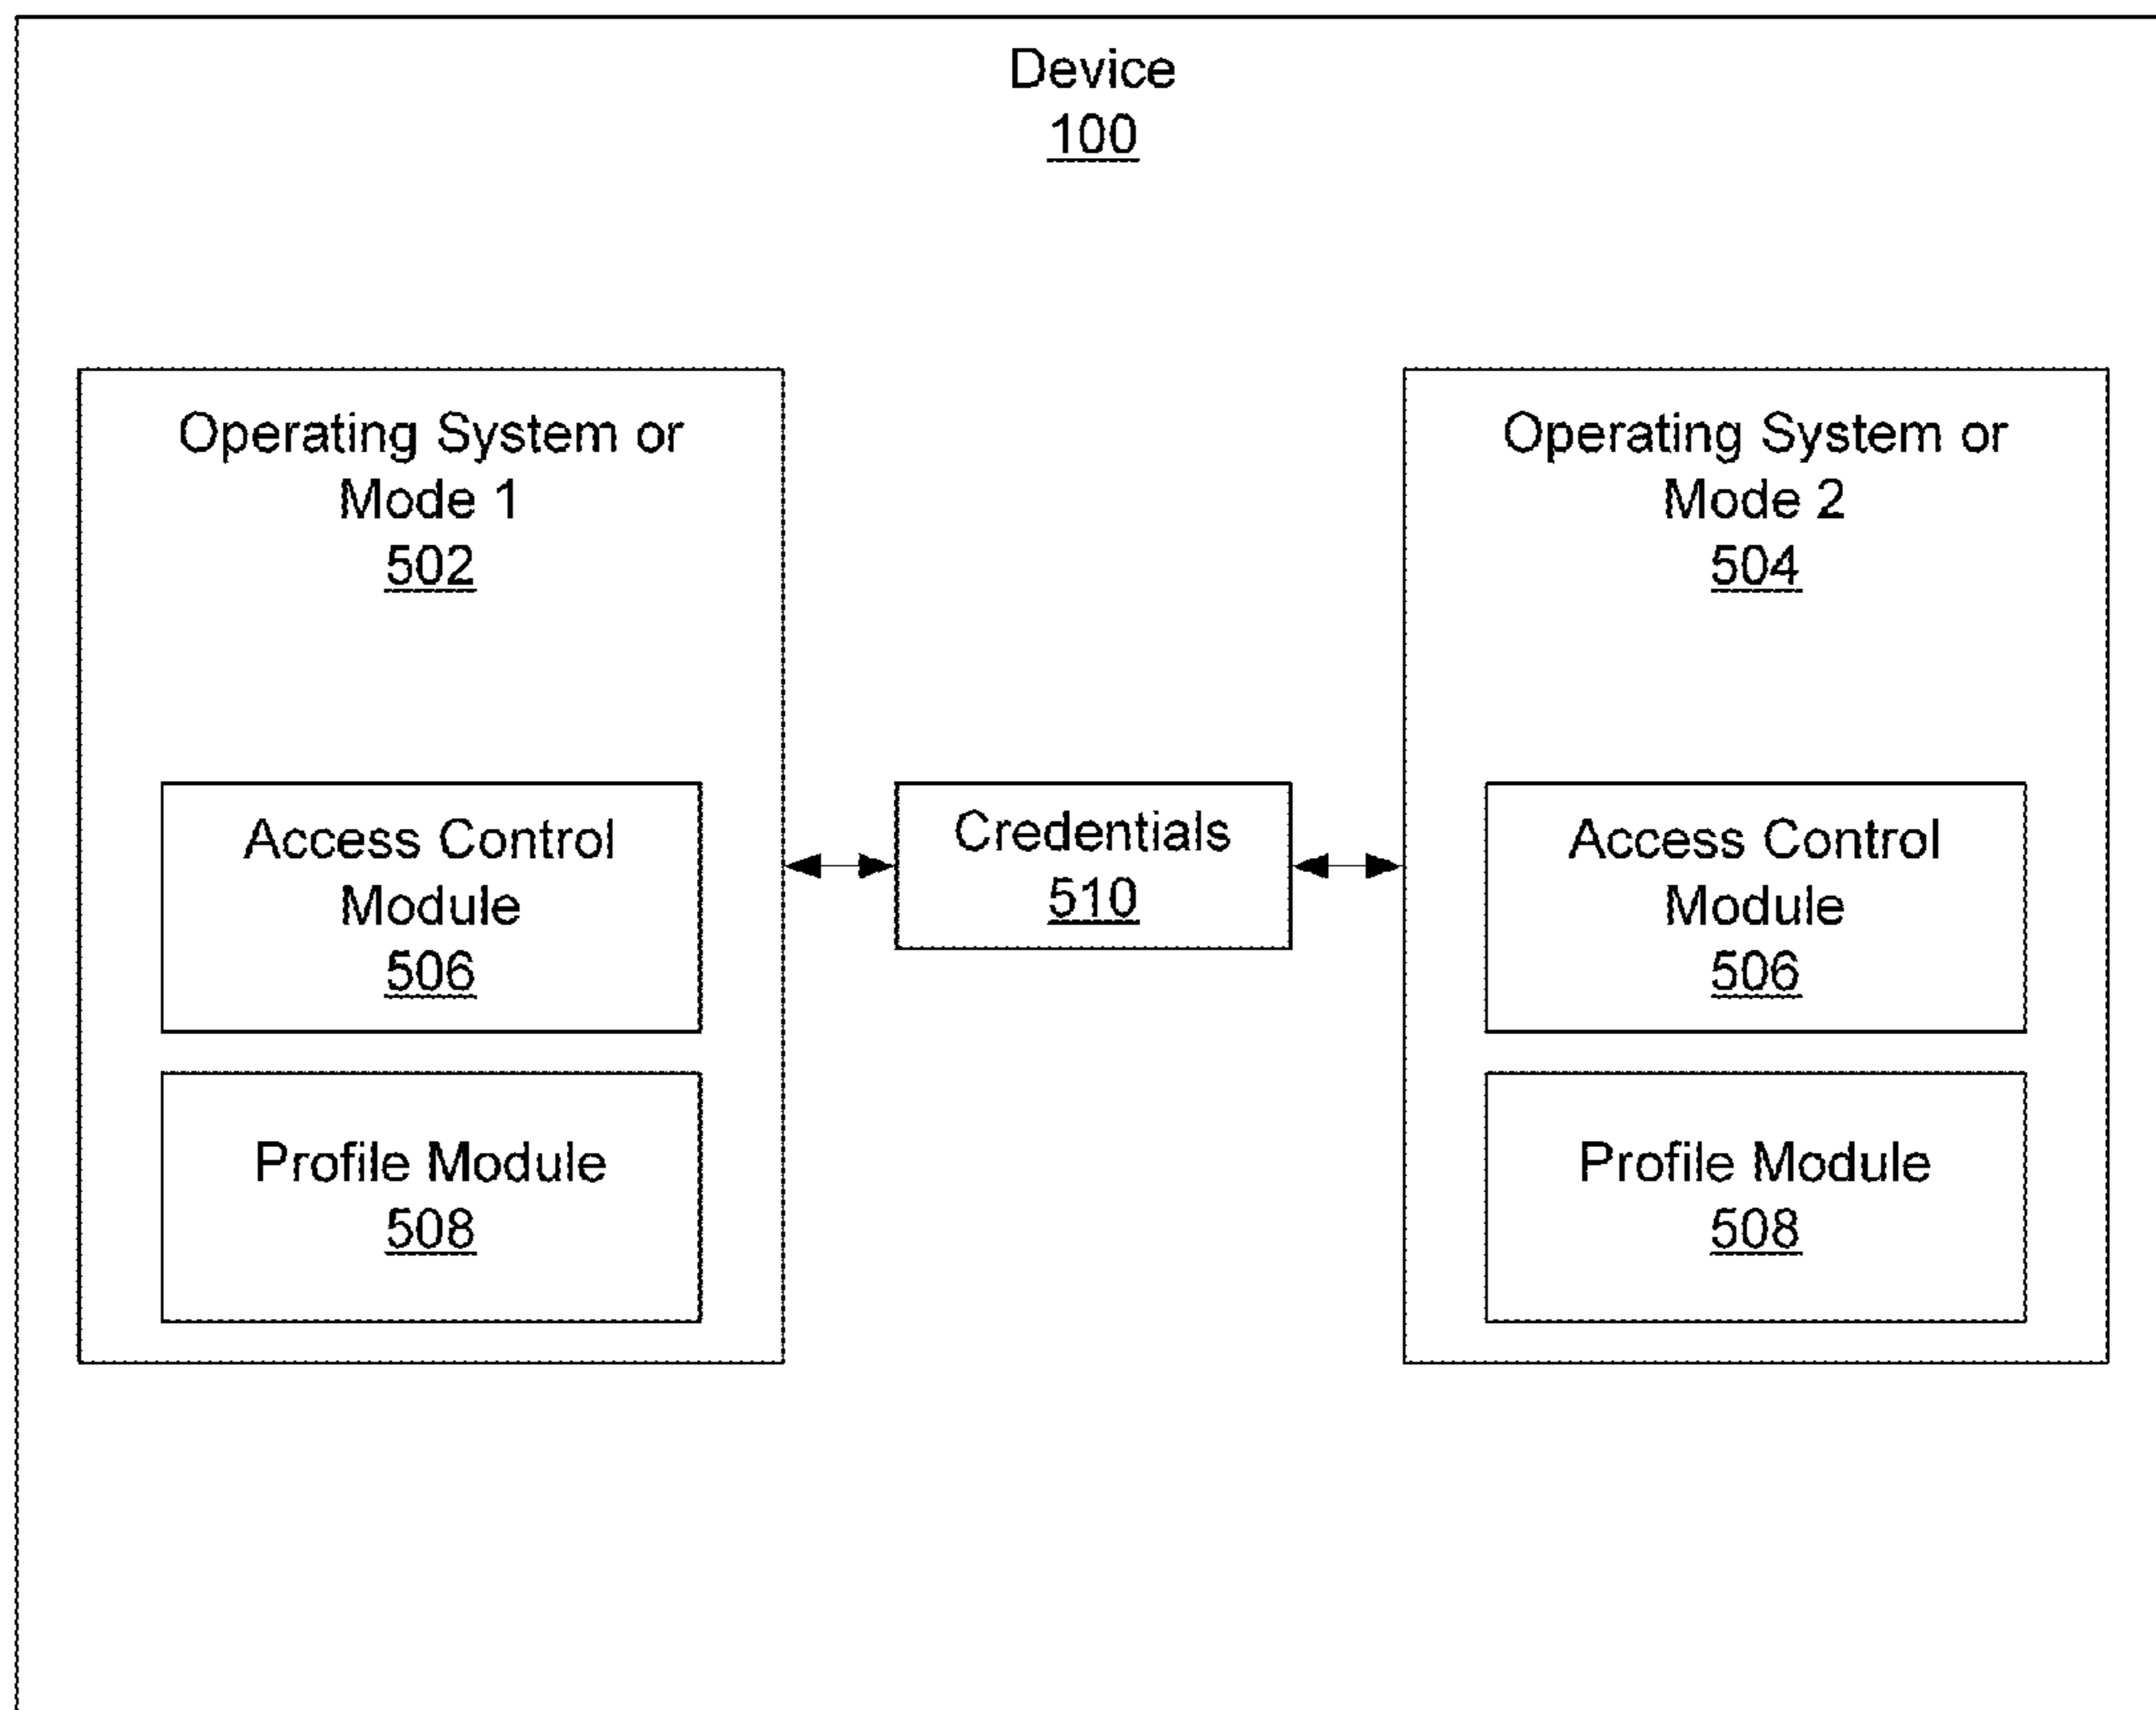 Device
100
Operating System or
Mode 1
502
Access Control
Module
506
Profile Module
508
Credentials
510
Operating System or
Mode 2
504
Access Control
Module
506
Profile Module
508